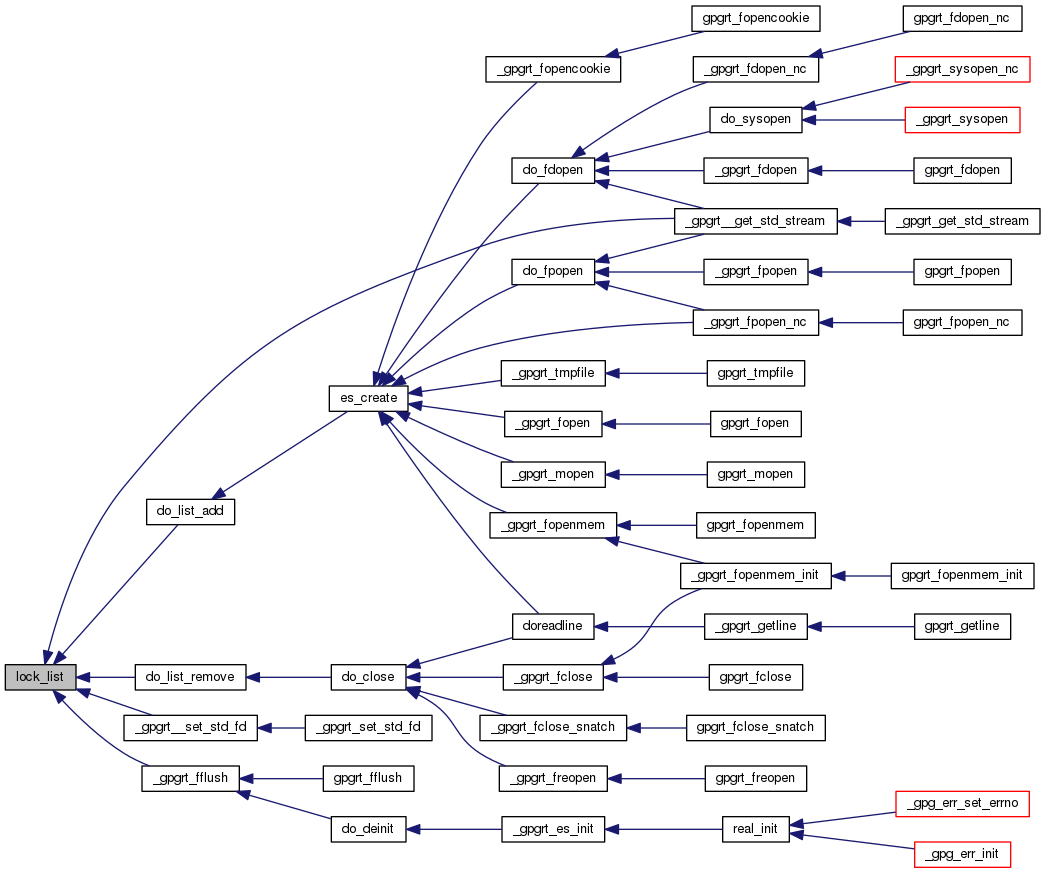 gpgrt_fopencookie
gpgrt_fdopen_nc
_gpgrt_fopencookie
_gpgrt_fdopen_nc
_gpgrt_sysopen_nc
do_sysopen
_gpgrt_sysopen
do_fdopen
_gpgrt_fdopen
gpgrt_fdopen
_gpgrt__get_std_stream
_gpgrt_get_std_stream
do_fpopen
_gpgrt_fpopen
gpgrt_fpopen
_gpgrt_fpopen_nc
gpgrt_fpopen_nc
_gpgrt_tmpfile
gpgrt_tmpfile
es_create
_gpgrt_fopen
gpgrt_fopen
_gpgrt_mopen
gpgrt_mopen
do_list_add
_gpgrt_fopenmem
gpgrt_fopenmem
_gpgrt_fopenmem_init
gpgrt_fopenmem_init
doreadline
_gpgrt_getline
gpgrt_getline
lock_list
do_list_remove
do_close
_gpgrt_fclose
gpgrt_fclose
_gpgrt__set_std_fd
_gpgrt_set_std_fd
_gpgrt_fclose_snatch
gpgrt_fclose_snatch
_gpgrt_fflush
gpgrt_fflush
_gpgrt_freopen
gpgrt_freopen
_gpg_err_set_errno
do_deinit
_gpgrt_es_init
real_init
_gpg_err_init